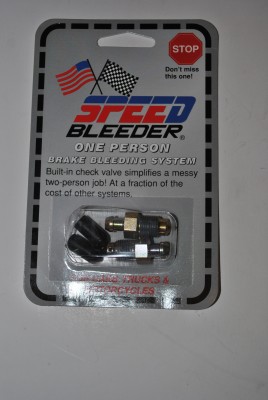 STOP
Don't miss
this one!
SPEED
BLEEDER®
ONE PERSON
BRAKE BLEEDING SYSTEM
Built-in check valve simplifies a messy
two-person job! At a fraction of the
cost of other systems.
TRUCKS &